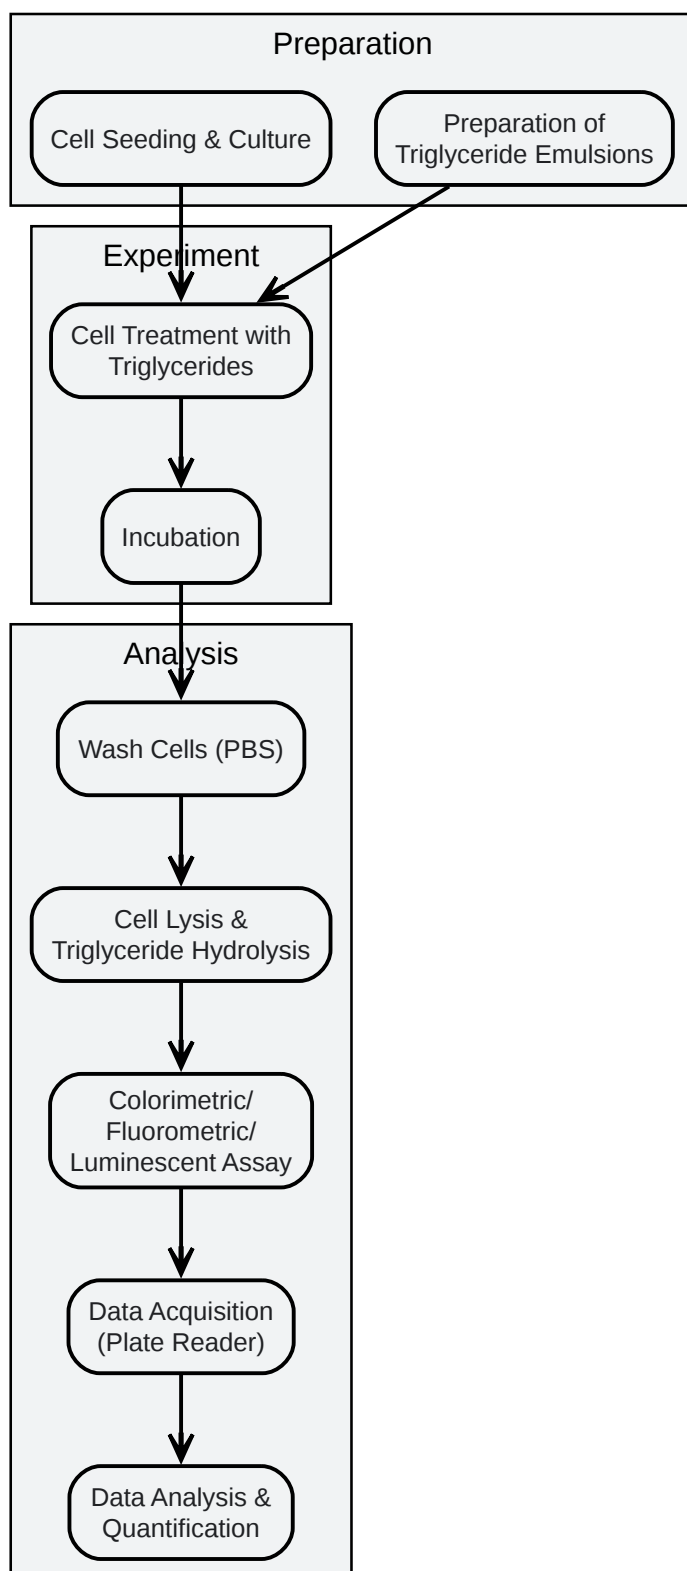 Preparation
Cell Seeding & Culture
Preparation of
Triglyceride Emulsions
Experiment
Cell Treatment with
Triglycerides
Incubation
Analysis
Wash Cells (PBS)
Cell Lysis &
Triglyceride Hydrolysis
Colorimetric/
Fluorometric/
Luminescent Assay
Data Acquisition
(Plate Reader)
Data Analysis &
Quantification